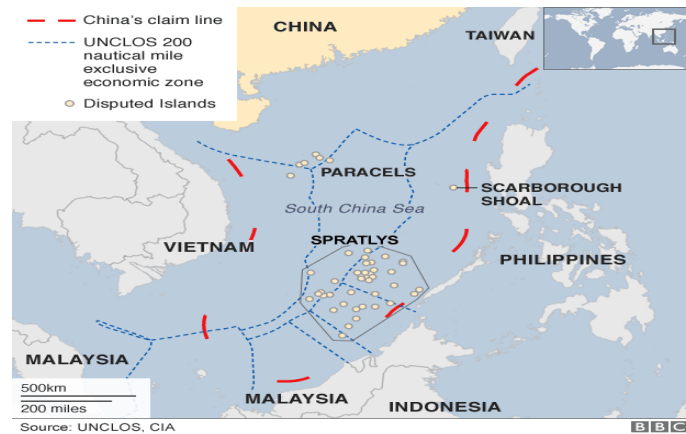 China's claim line
UNCLOS 200
nautical mile
exclusive
economic zone
Disputed Islands
CHINA
TAIWAN
PARACELS
South China Sea
SCARBOROUGH
SHOAL
SPRATLYS
VIETNAM
PHILIPPINES
MALAYSIA
MALAYSIA
INDONESIA
500km
200 miles
Source: UNCLOS, CIA
BBC